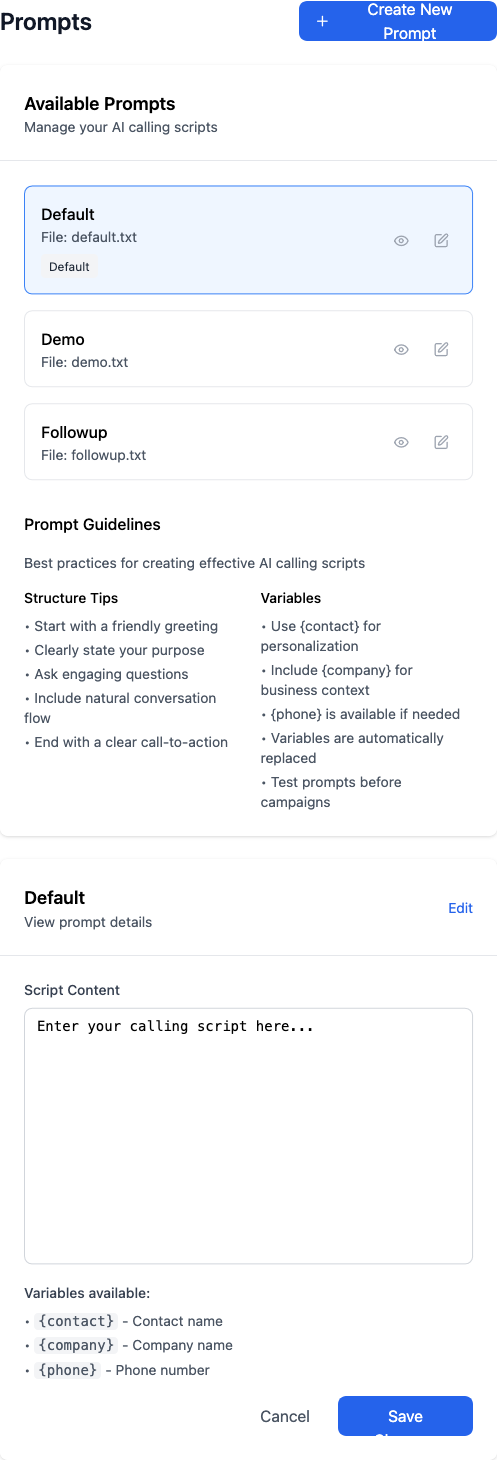 Prompts
Create New
Prompt
Available Prompts
Manage your AI calling scripts
Default
File: default.txt
Default
Demo
File: demo.txt
Followup
File: followup.txt
Prompt Guidelines
Best practices for creating effective AI calling scripts
Structure Tips
• Start with a friendly greeting
• Clearly state your purpose
• Ask engaging questions
• Include natural conversation
flow
• End with a clear call-to-action
Variables
• Use {contact} for
personalization
• Include {company} for
business context
• {phone} is available if needed
• Variables are automatically
replaced
• Test prompts before
campaigns
Default
View prompt details
Edit
Script Content
Enter your calling script here...
Variables available:
• {contact} - Contact name
• {company} - Company name
• {phone} - Phone number
Cancel
Save